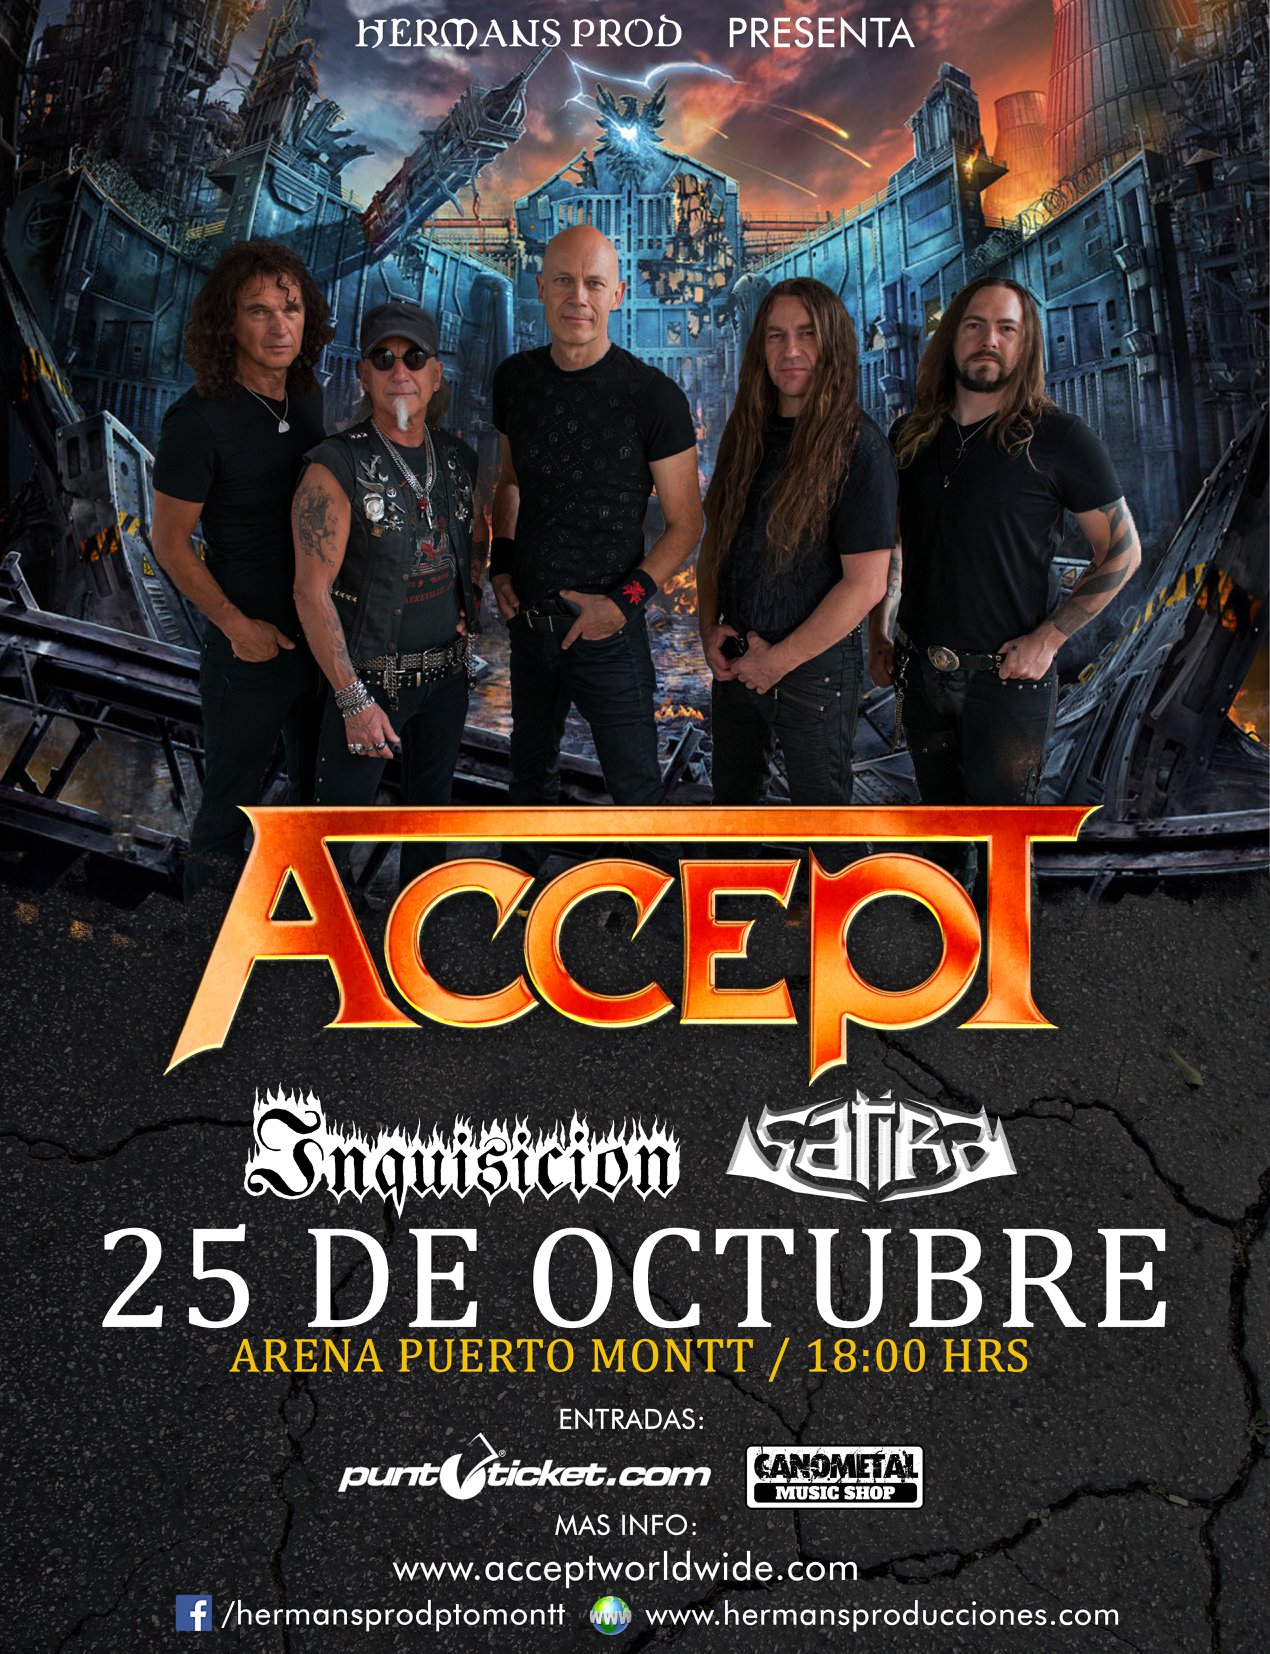 HERMANS PROD PRESENTA
ACCEPT
Inquisicion SATIRA
25 DE OCTUBRE
ARENA PUERTO MONTT / 18:00 HRS
ENTRADAS:
puntoticket.com® CANOMETAL
MUSIC SHOP
MAS INFO:
www.acceptworldwide.com
f /hermansprodptomontt www www.hermansproducciones.com